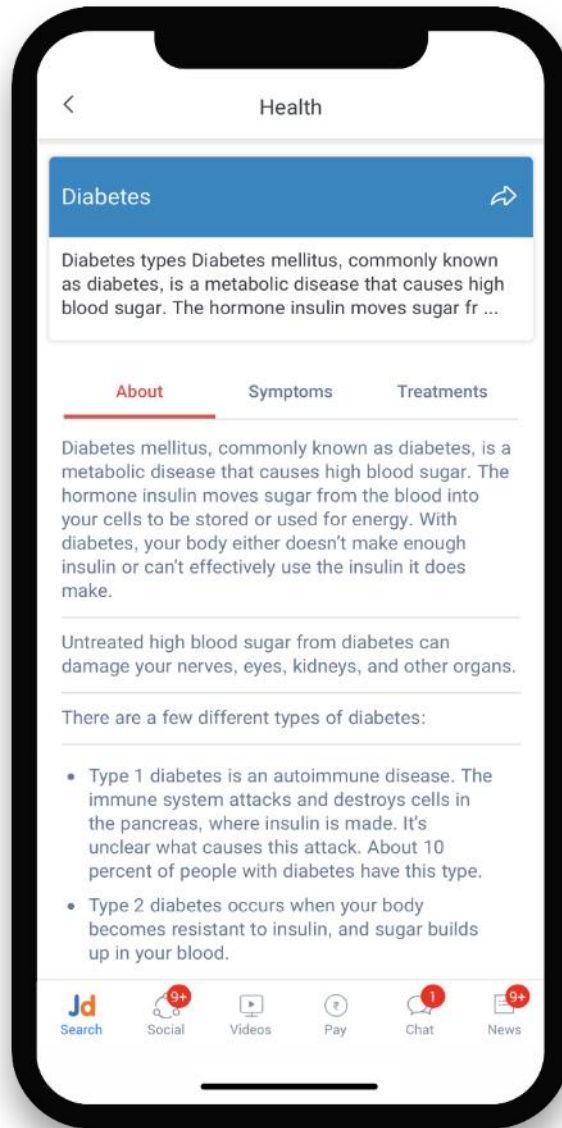 Health
Diabetes
Diabetes types Diabetes mellitus, commonly known
as diabetes, is a metabolic disease that causes high
blood sugar. The hormone insulin moves sugar fr ...
About Symptoms Treatments
Diabetes mellitus, commonly known as diabetes, is a
metabolic disease that causes high blood sugar. The
hormone insulin moves sugar from the blood into
your cells to be stored or used for energy. With
diabetes, your body either doesn't make enough
insulin or can't effectively use the insulin it does
make.
Untreated high blood sugar from diabetes can
damage your nerves, eyes, kidneys, and other organs.
There are a few different types of diabetes:
• Type 1 diabetes is an autoimmune disease. The
immune system attacks and destroys cells in
the pancreas, where insulin is made. It's
unclear what causes this attack. About 10
percent of people with diabetes have this type.
• Type 2 diabetes occurs when your body
becomes resistant to insulin, and sugar builds
up in your blood.
Jd 9+ ₹ 1 9+
Search Social Videos Pay Chat News